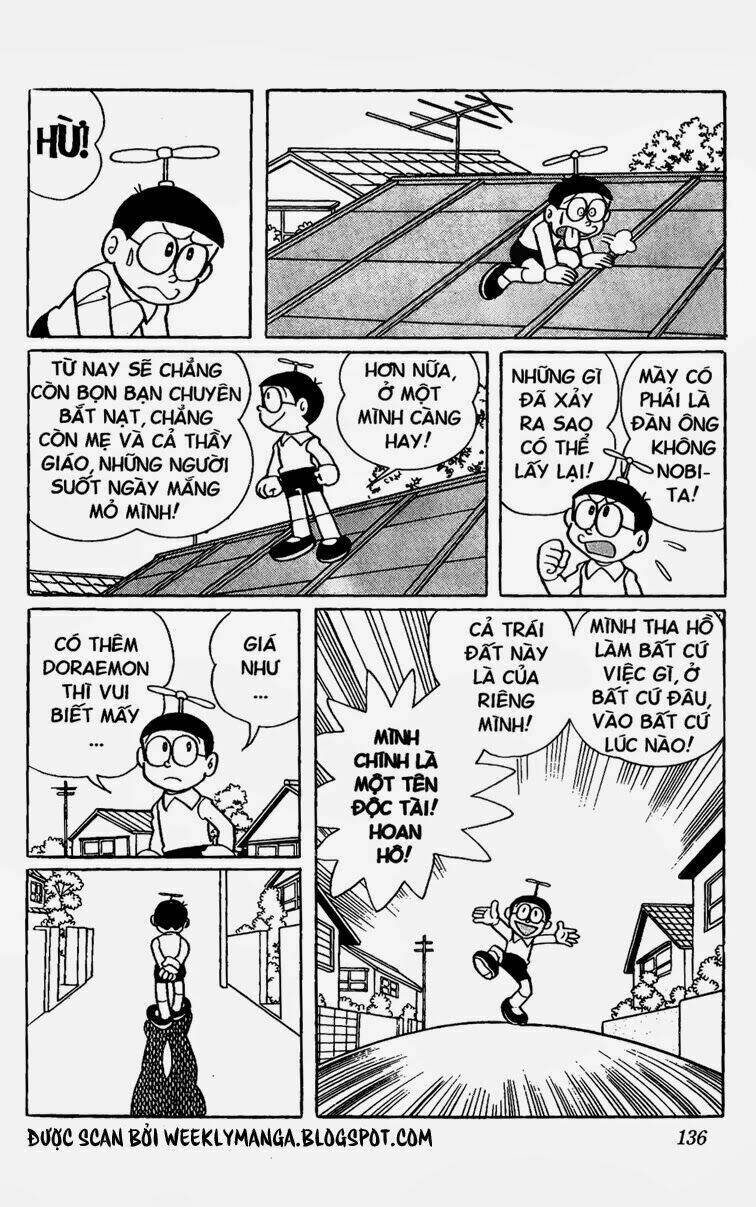 HỪ!
MÀY CÓ
PHẢI LÀ
ĐÀN ÔNG
KHÔNG
NOBI-
TA!
NHỮNG GÌ
ĐÃ XẢY
RA SAO
CÓ THỂ
LẤY LẠI!
HƠN NỮA,
Ở MỘT
MÌNH CÀNG
HAY!
TỪ NAY SẼ CHẲNG
CÒN BỌN BẠN CHUYÊN
BẮT NẠT, CHẲNG
CÒN MẸ VÀ CẢ THẦY
GIÁO, NHỮNG NGƯỜI
SUỐT NGÀY MẮNG
MỎ MÌNH!
MÌNH THA HỒ
LÀM BẤT CỨ
VIỆC GÌ, Ở
BẤT CỨ ĐÂU,
VÀO BẤT CỨ
LÚC NÀO!
CẢ TRÁI
ĐẤT NÀY
LÀ CỦA
RIÊNG
MÌNH!
MÌNH
CHÍNH LÀ
MỘT TÊN
ĐỘC TÀI!
HOAN
HÔ!
GIÁ
NHƯ
...
CÓ THÊM
DORAEMON
THÌ VUI
BIẾT MẤY
...
ĐƯỢC SCAN BỞI WEEKLYMANGA.BLOGSPOT.COM
136